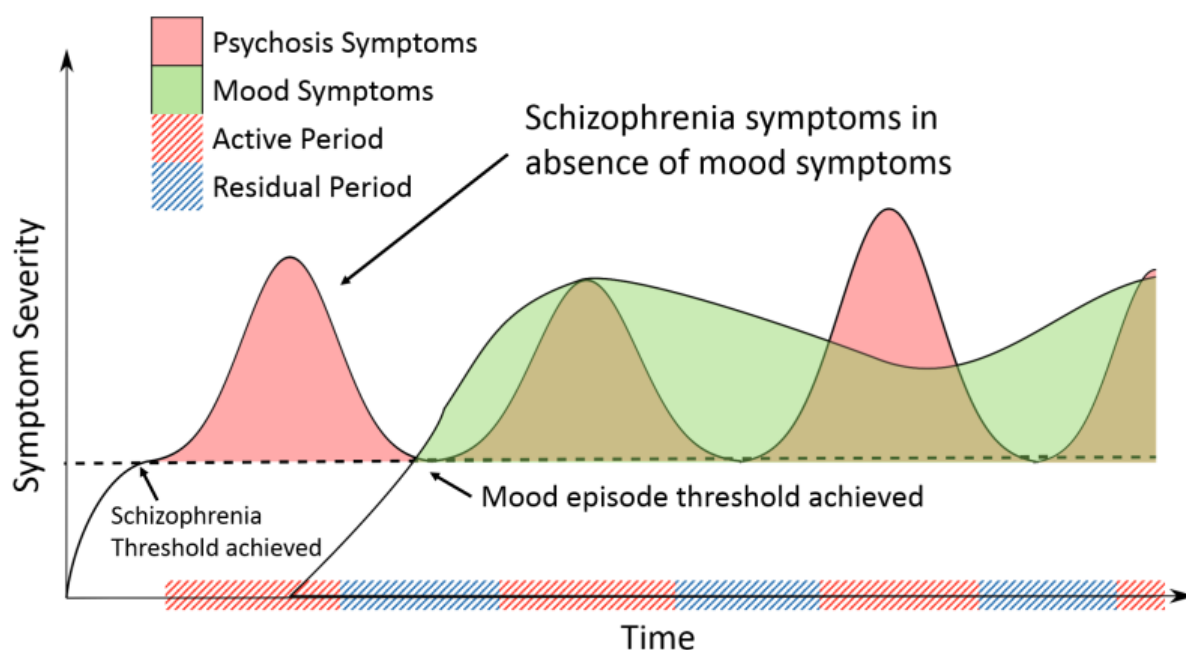 Psychosis Symptoms
Mood Symptoms
Active Period
Residual Period
Schizophrenia symptoms in
absence of mood symptoms
Symptom Severity
Mood episode threshold achieved
Schizophrenia
Threshold achieved
Time